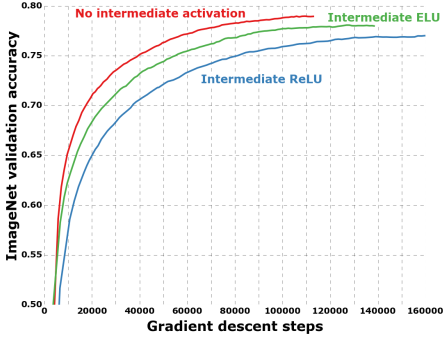 0.80
No intermediate activation
Intermediate ELU
0.75
Intermediate ReLU
0.70
ImageNet validation accuracy
0.65
0.60
0.55
0.50
0 20000 40000 60000 80000 100000 120000 140000 160000
Gradient descent steps